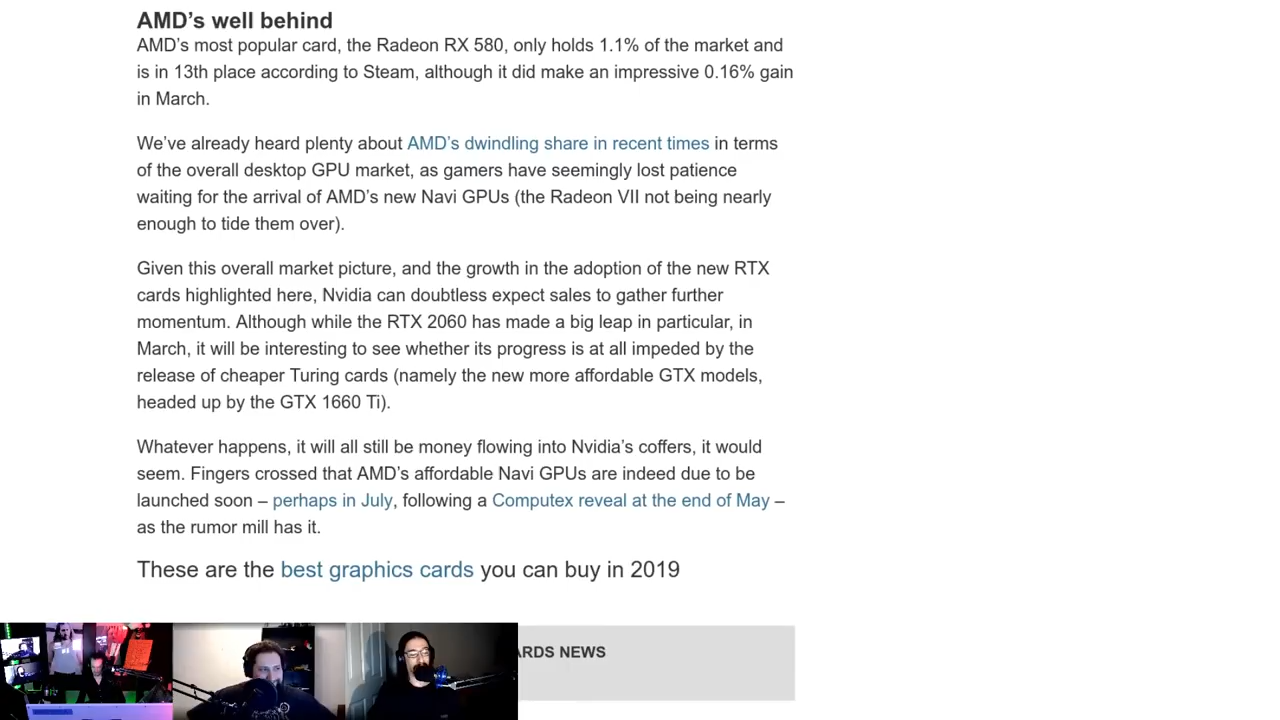 AMD’s well behind
AMD’s most popular card, the Radeon RX 580, only holds 1.1% of the market and
is in 13th place according to Steam, although it did make an impressive 0.16% gain
in March.
We’ve already heard plenty about AMD’s dwindling share in recent times in terms
of the overall desktop GPU market, as gamers have seemingly lost patience
waiting for the arrival of AMD’s new Navi GPUs (the Radeon VII not being nearly
enough to tide them over).
Given this overall market picture, and the growth in the adoption of the new RTX
cards highlighted here, Nvidia can doubtless expect sales to gather further
momentum. Although while the RTX 2060 has made a big leap in particular, in
March, it will be interesting to see whether its progress is at all impeded by the
release of cheaper Turing cards (namely the new more affordable GTX models,
headed up by the GTX 1660 Ti).
Whatever happens, it will all still be money flowing into Nvidia’s coffers, it would
seem. Fingers crossed that AMD’s affordable Navi GPUs are indeed due to be
launched soon – perhaps in July, following a Computex reveal at the end of May –
as the rumor mill has it.
These are the best graphics cards you can buy in 2019
ARDS NEWS